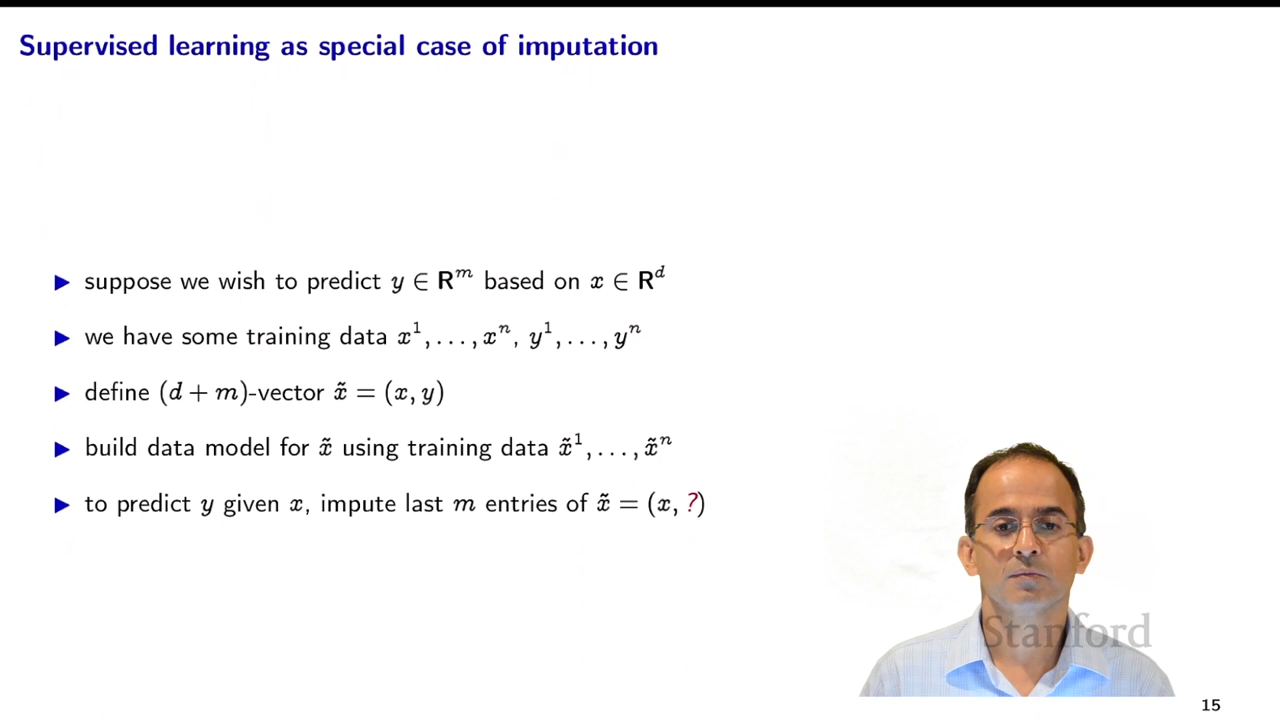 Supervised learning as special case of imputation
▶ suppose we wish to predict y ∈ R^m based on x ∈ R^d
▶ we have some training data x^1, . . . , x^n, y^1, . . . , y^n
▶ define (d + m)-vector x̃ = (x, y)
▶ build data model for x̃ using training data x̃^1, . . . , x̃^n
▶ to predict y given x, impute last m entries of x̃ = (x, ?)
Stanford
15